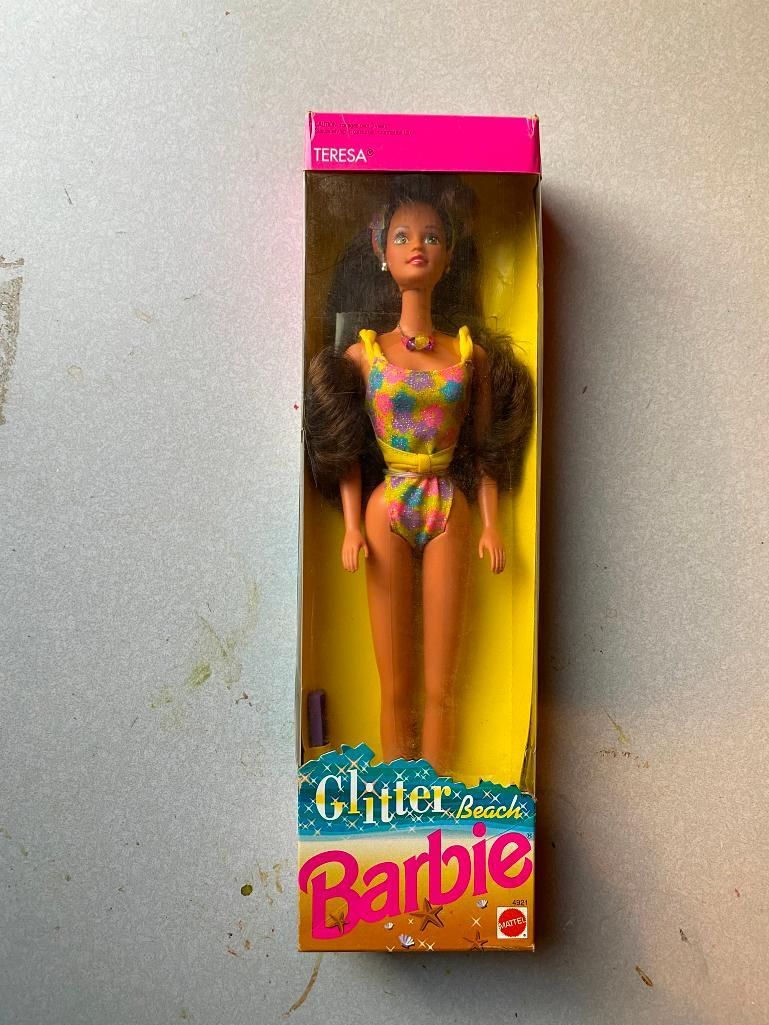 TERESA©
Glitter Beach
Barbie®
4921
MATTEL